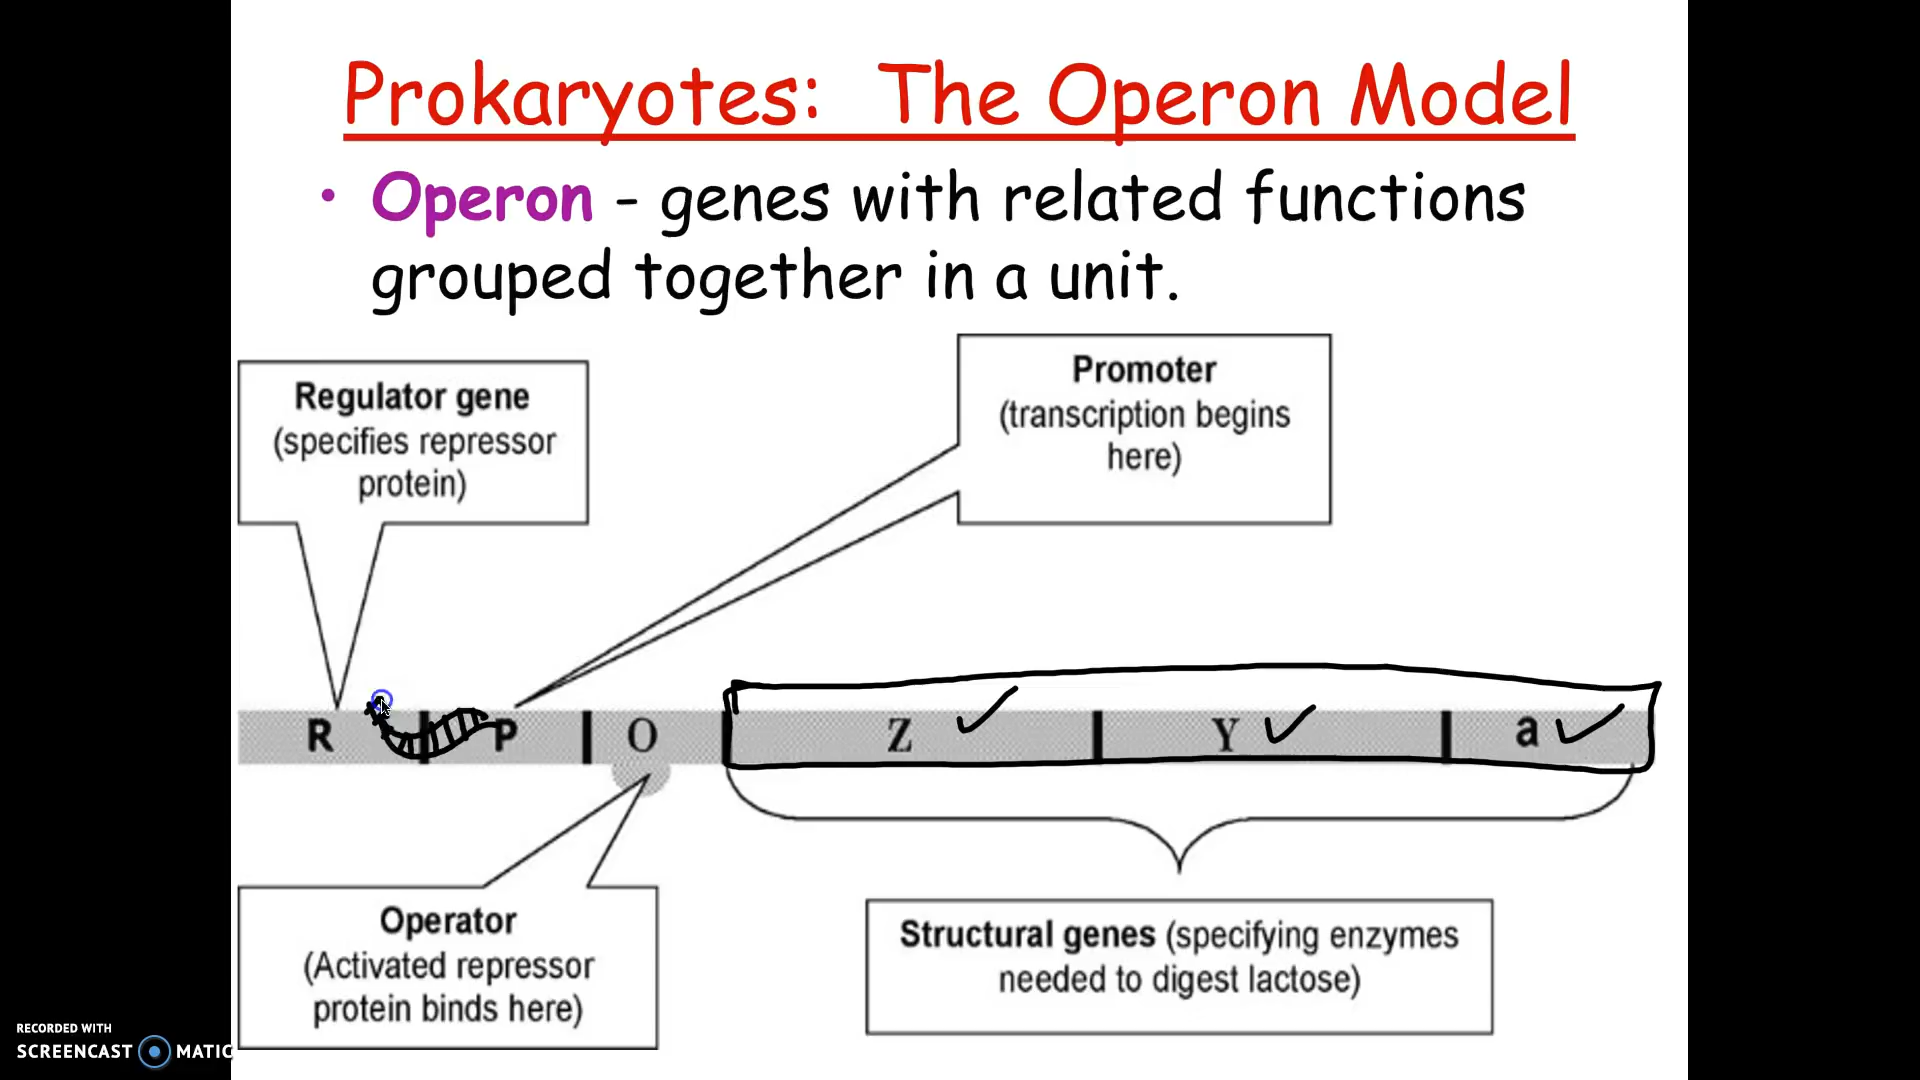 Prokaryotes: The Operon Model
• Operon - genes with related functions
grouped together in a unit.
Regulator gene
(specifies repressor
protein)
Promoter
(transcription begins
here)
R P O Z Y a
Operator
(Activated repressor
protein binds here)
Structural genes (specifying enzymes
needed to digest lactose)
RECORDED WITH
SCREENCAST MATIC